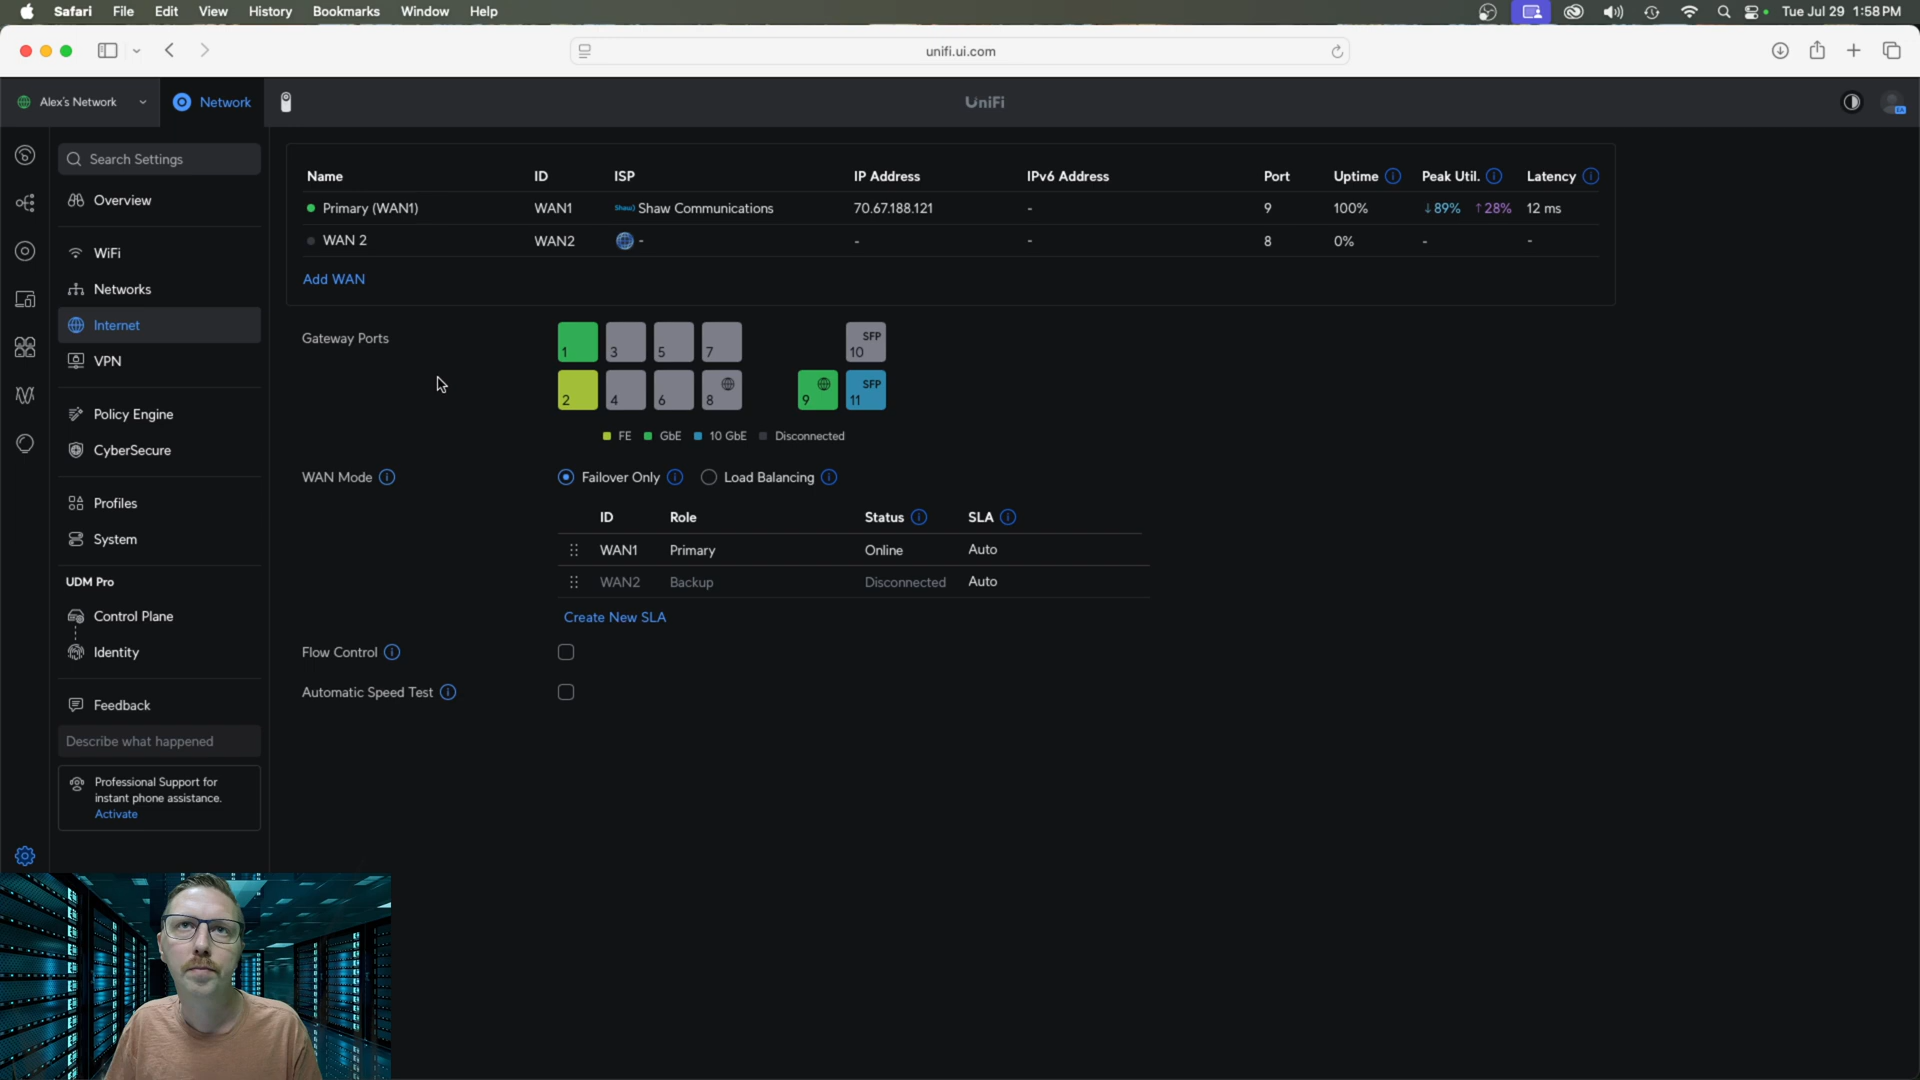 Safari File Edit View History Bookmarks Window Help Tue Jul 29 1:58 PM
unifi.ui.com
Alex's Network Network UniFi
Search Settings
Overview
WiFi
Networks
Internet
VPN
Policy Engine
CyberSecure
Profiles
System
UDM Pro
Control Plane
Identity
Feedback
Describe what happened
Professional Support for
instant phone assistance.
Activate
Name ID ISP IP Address IPv6 Address Port Uptime Peak Util. Latency
Primary (WAN1) WAN1 Shaw) Shaw Communications 70.67.188.121 - 9 100% ↓89% ↑28% 12 ms
WAN 2 WAN2 - - - 8 0% - -
Add WAN
Gateway Ports
1 3 5 7 SFP 10
2 4 6 8 9 SFP 11
FE GbE 10 GbE Disconnected
WAN Mode Failover Only Load Balancing
ID Role Status SLA
WAN1 Primary Online Auto
WAN2 Backup Disconnected Auto
Create New SLA
Flow Control
Automatic Speed Test